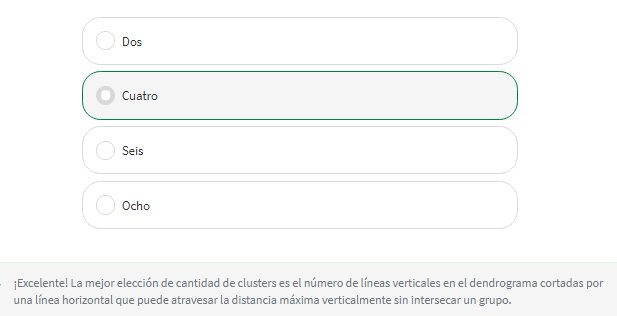 Dos
Cuatro
Seis
Ocho
¡Excelente! La mejor elección de cantidad de clusters es el número de líneas verticales en el dendrograma cortadas por
una línea horizontal que puede atravesar la distancia máxima verticalmente sin intersecar un grupo.